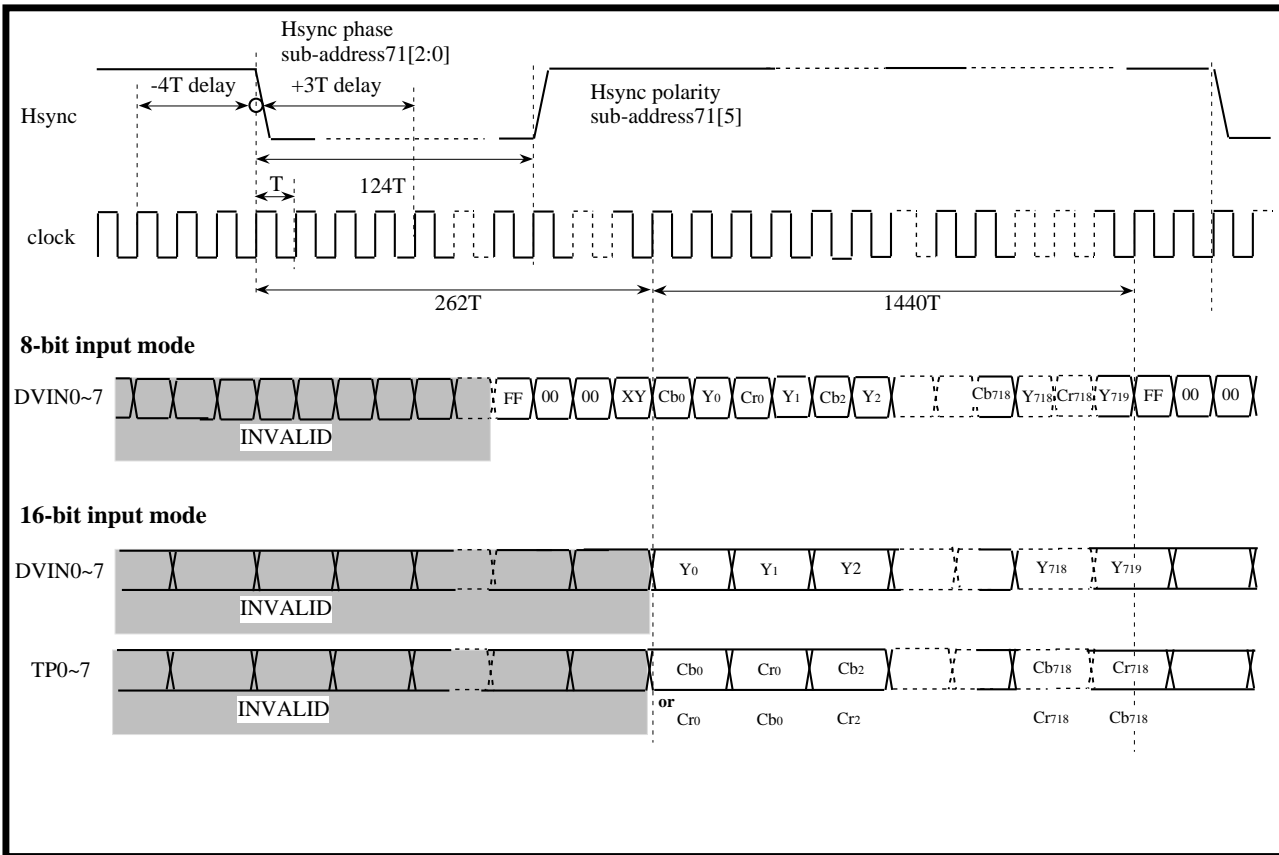 Hsync phase
sub-address71[2:0]
-4T delay
+3T delay
Hsync
Hsync polarity
sub-address71[5]
T
124T
clock
262T
1440T
8-bit input mode
DVIN0~7
FF 00 00 XY Cb0 Y0 Cr0 Y1 Cb2 Y2 Cb718 Y718 Cr718 Y719 FF 00 00
INVALID
16-bit input mode
DVIN0~7
Y0 Y1 Y2 Y718 Y719
INVALID
TP0~7
Cb0 Cr0 Cb2 Cb718 Cr718
INVALID
or
Cr0 Cb0 Cr2 Cr718 Cb718